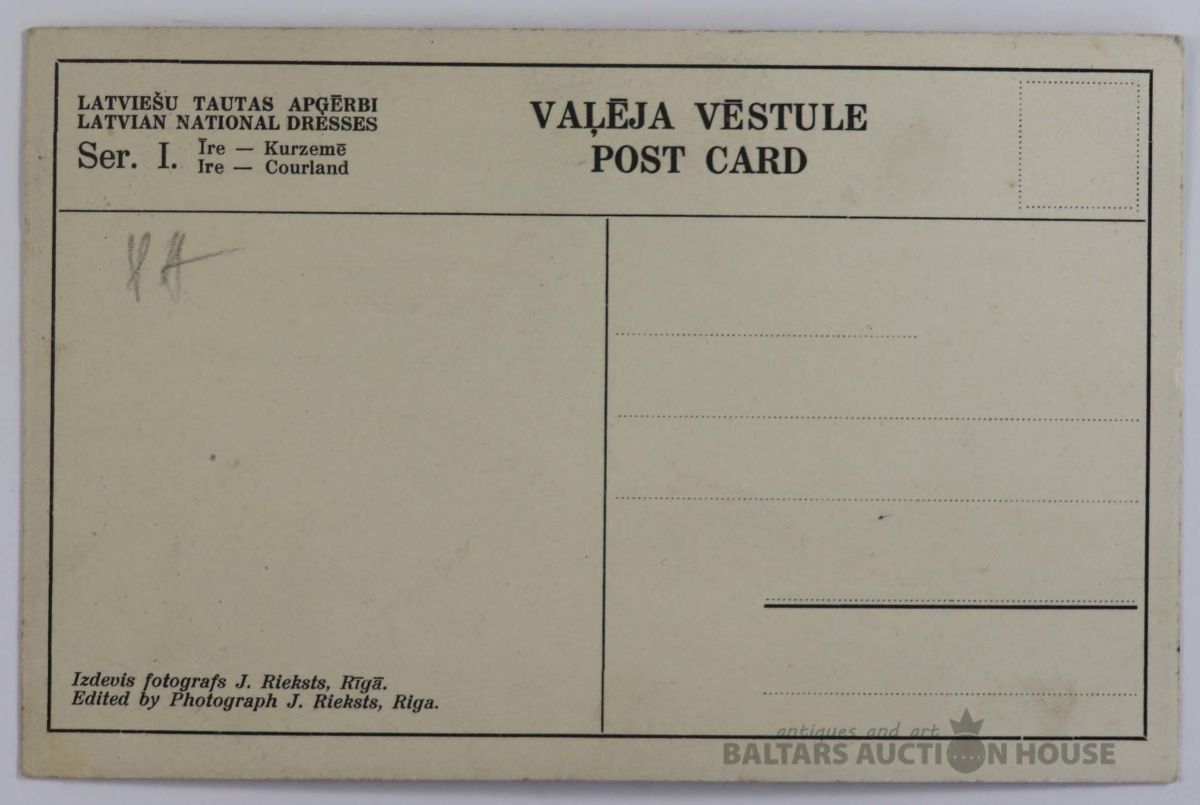 LATVIEŠU TAUTAS APĢĒRBI
LATVIAN NATIONAL DRESSES
Ser. I. Īre — Kurzemē
Ire — Courland
VAĻĒJA VĒSTULE
POST CARD
Izdevis fotografs J. Rieksts, Rīgā.
Edited by Photograph J. Rieksts, Riga.
antiques and art
BALTARS AUCTION HOUSE